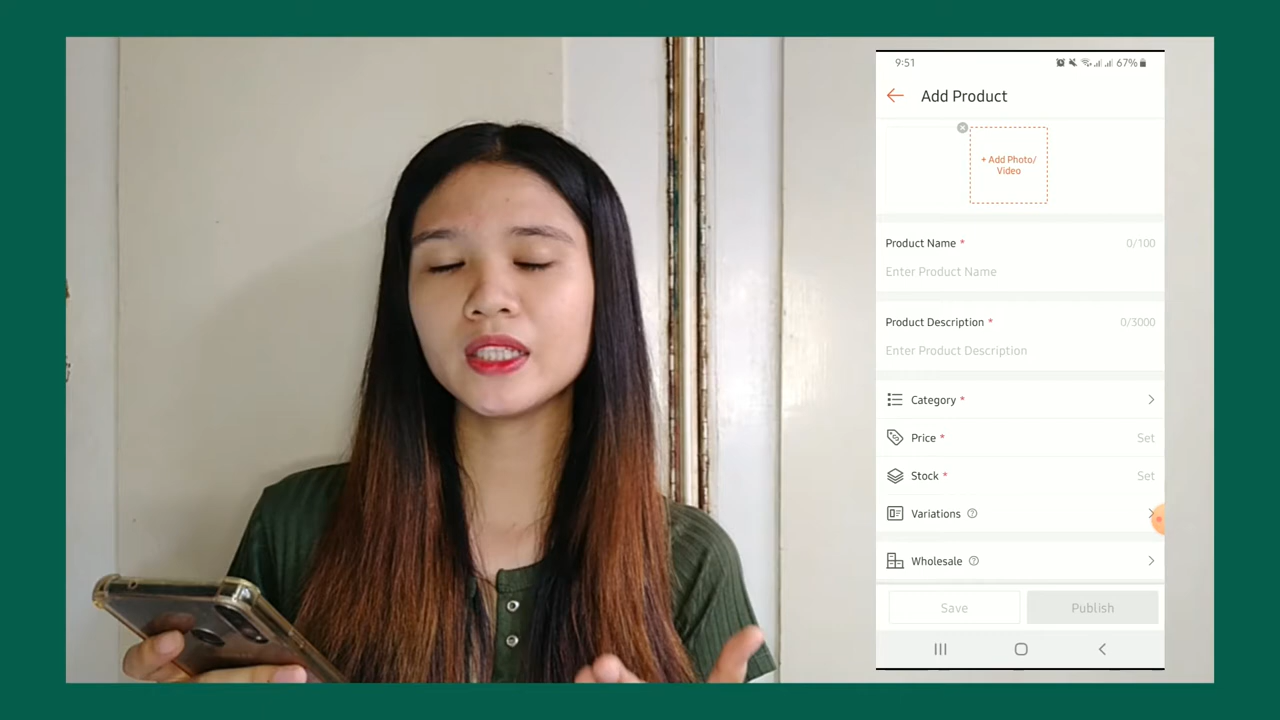 9:51
67%
Add Product
+ Add Photo/
Video
Product Name *
0/100
Enter Product Name
Product Description *
0/3000
Enter Product Description
Category *
Price *
Set
Stock *
Set
Variations
Wholesale
Save
Publish